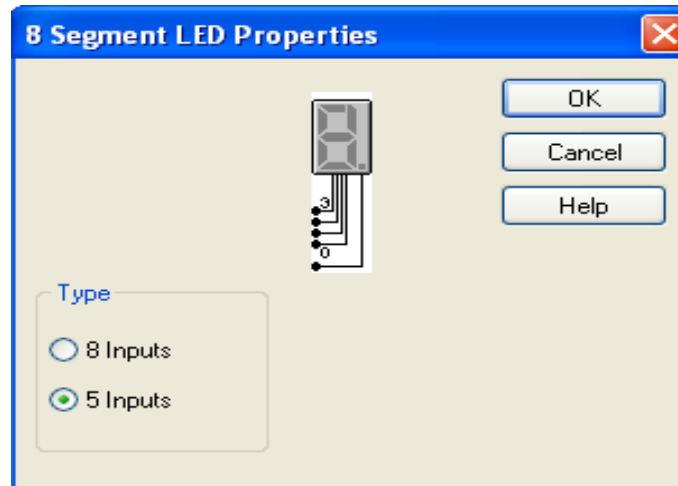 8 Segment LED Properties
OK
Cancel
Help
3
0
Type
8 Inputs
5 Inputs